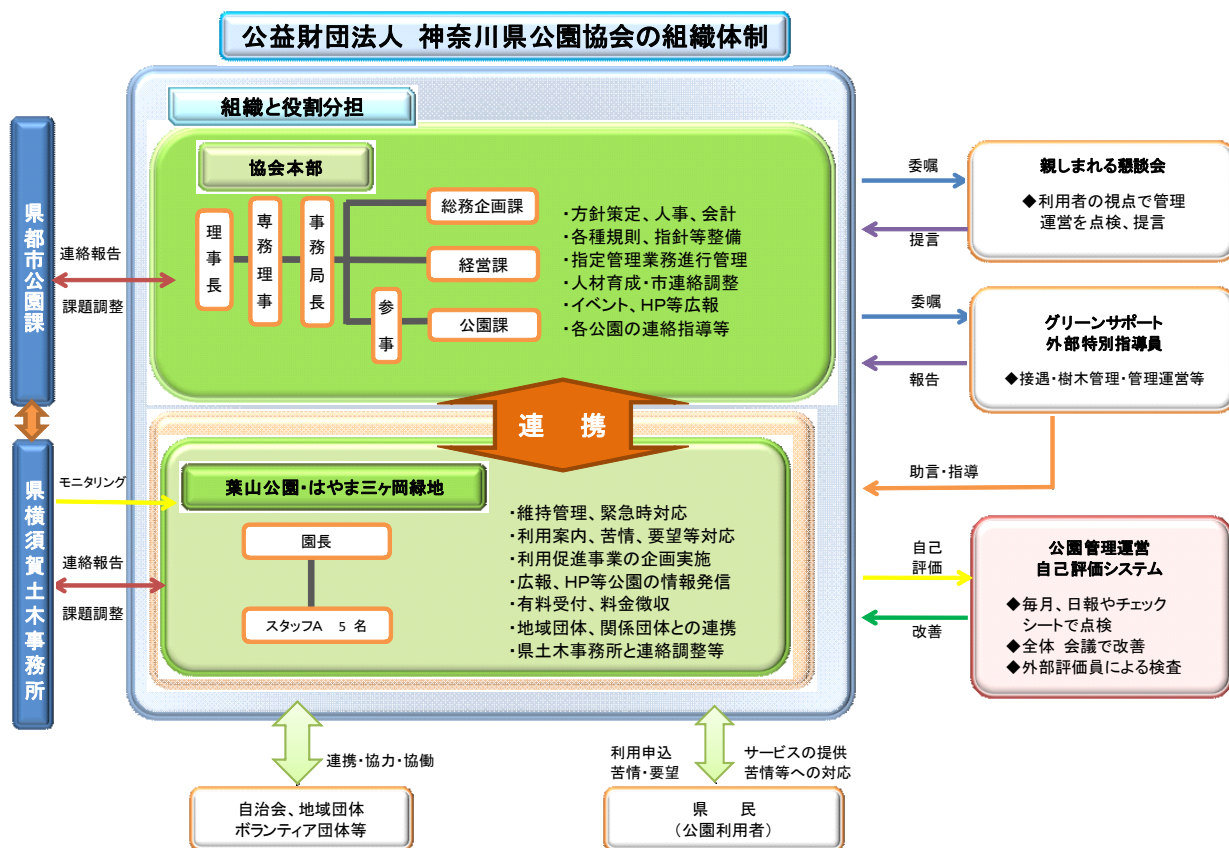 公益財団法人 神奈川県公園協会の組織体制
組織と役割分担
協会本部
理事長
専務理事
事務局長
総務企画課
経営課
参事
公園課
・方針策定、人事、会計
・各種規則、指針等整備
・指定管理業務進行管理
・人材育成・市連絡調整
・イベント、HP等広報
・各公園の連絡指導等
連 携
葉山公園・はやま三ヶ岡緑地
園長
スタッフA 5 名
・維持管理、緊急時対応
・利用案内、苦情、要望等対応
・利用促進事業の企画実施
・広報、HP等公園の情報発信
・有料受付、料金徴収
・地域団体、関係団体との連携
・県土木事務所と連絡調整等
県都市公園課
連絡報告
課題調整
県横須賀土木事務所
モニタリング
連絡報告
課題調整
委嘱
提言
親しまれる懇談会
◆利用者の視点で管理
運営を点検、提言
委嘱
報告
グリーンサポート
外部特別指導員
◆接遇・樹木管理・管理運営等
助言・指導
自己
評価
改善
公園管理運営
自己評価システム
◆毎月、日報やチェック
シートで点検
◆全体 会議で改善
◆外部評価員による検査
連携・協力・協働
自治会、地域団体
ボランティア団体等
利用申込
苦情・要望
サービスの提供
苦情等への対応
県 民
（公園利用者）